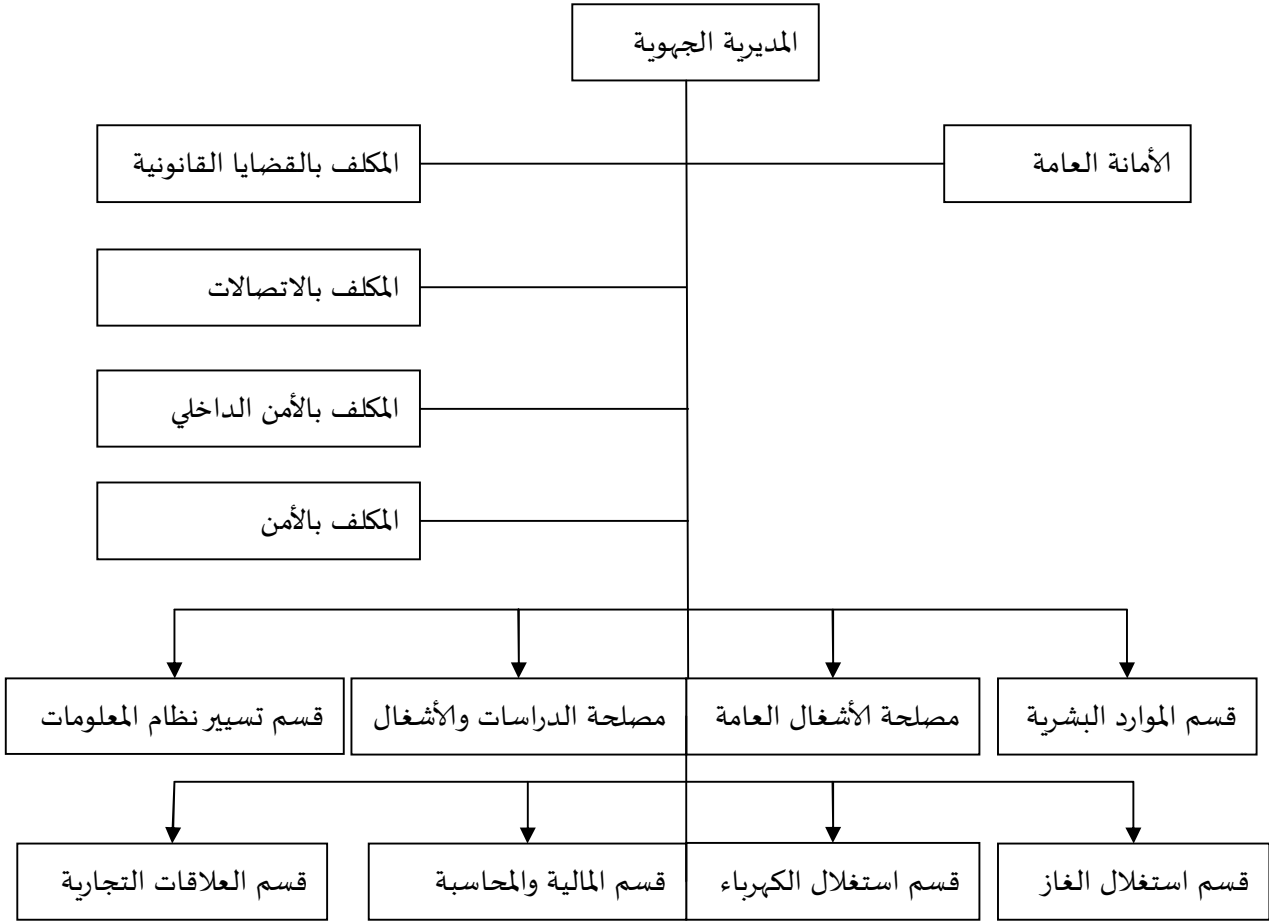 المديرية الجهوية
الأمانة العامة
المكلف بالقضايا القانونية
المكلف بالاتصالات
المكلف بالأمن الداخلي
المكلف بالأمن
قسم الموارد البشرية
مصلحة الأشغال العامة
مصلحة الدراسات والأشغال
قسم تسيير نظام المعلومات
قسم استغلال الغاز
قسم استغلال الكهرباء
قسم المالية والمحاسبة
قسم العلاقات التجارية